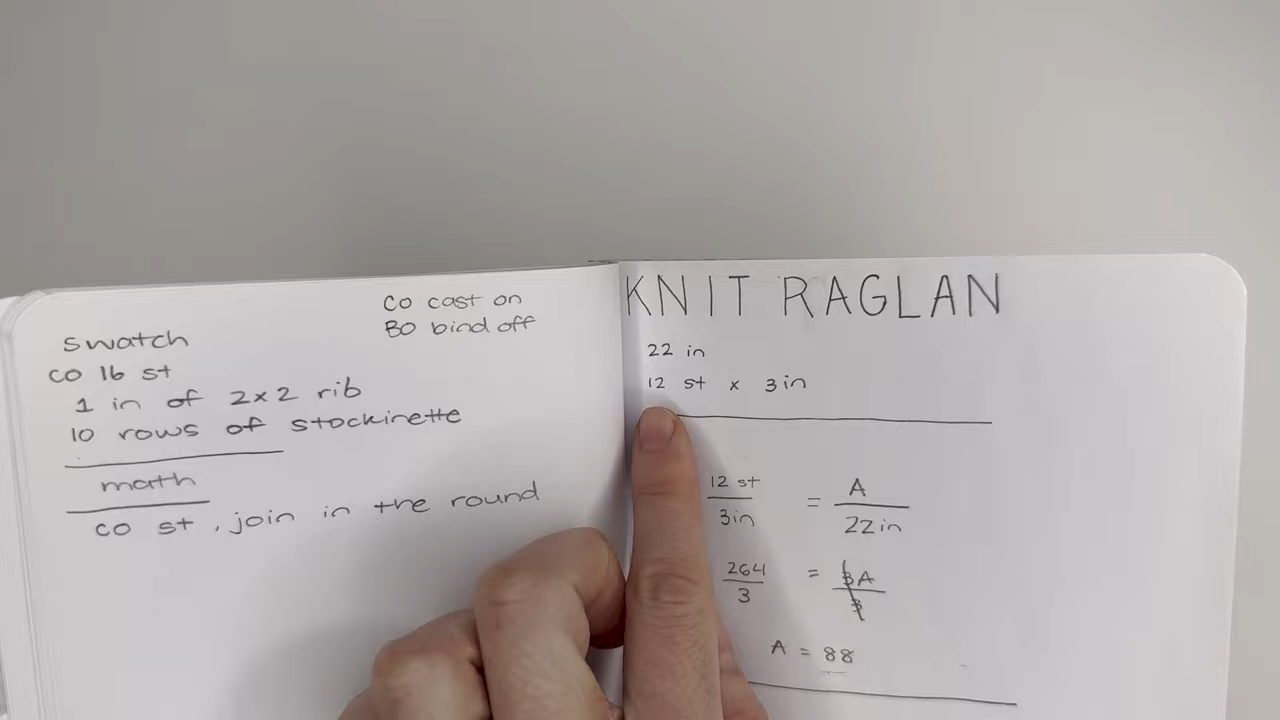 CO cast on
BO bind off
swatch
CO 16 st
1 in of 2x2 rib
10 rows of stockinette
math
CO st, join in the round
KNIT RAGLAN
22 in
12 st x 3in
12 st = A
3in 22in
264 = 3A
3 3
A = 88